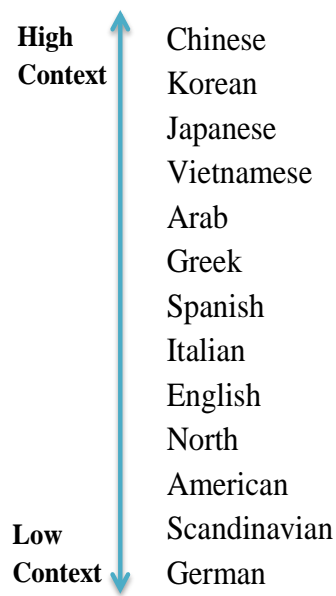 High
Context
Chinese
Korean
Japanese
Vietnamese
Arab
Greek
Spanish
Italian
English
North
American
Scandinavian
German
Low
Context